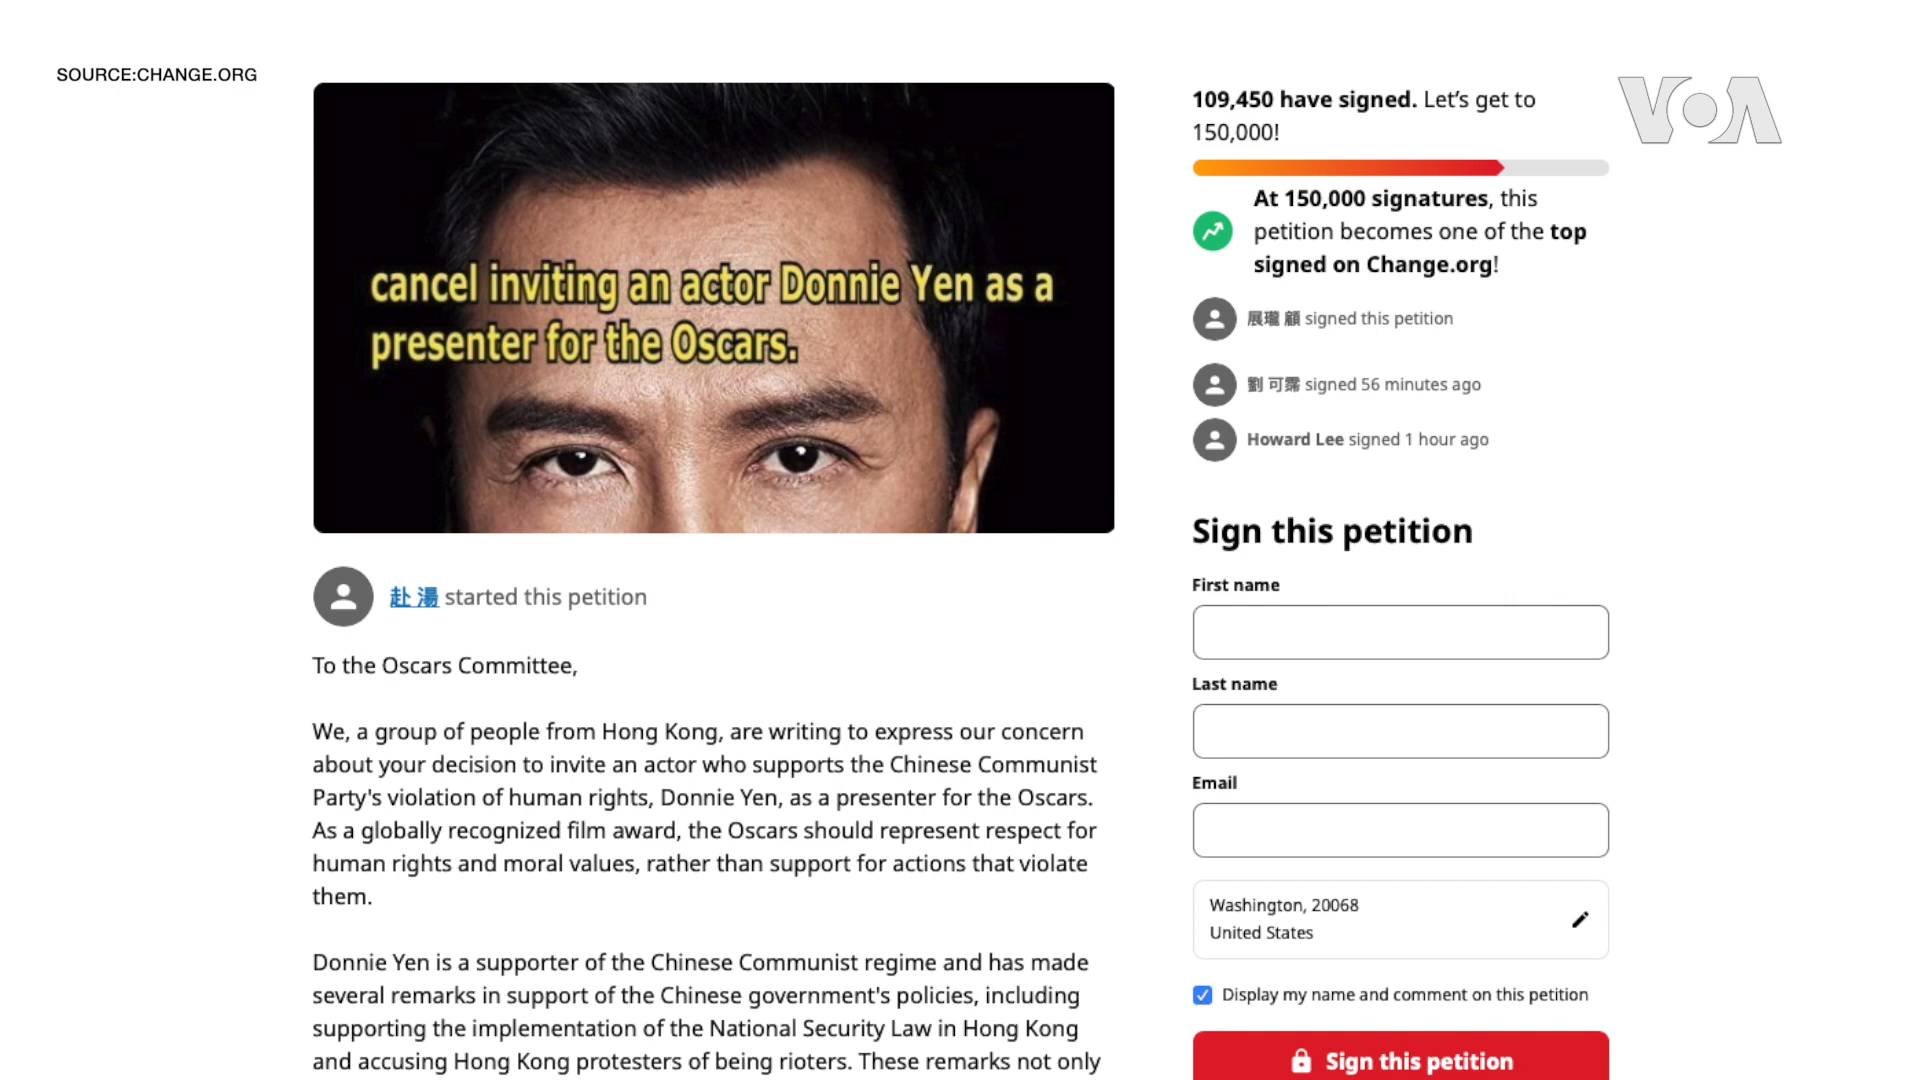 SOURCE:CHANGE.ORG
VOA
cancel inviting an actor Donnie Yen as a
presenter for the Oscars.
赴 湯 started this petition
To the Oscars Committee,
We, a group of people from Hong Kong, are writing to express our concern
about your decision to invite an actor who supports the Chinese Communist
Party's violation of human rights, Donnie Yen, as a presenter for the Oscars.
As a globally recognized film award, the Oscars should represent respect for
human rights and moral values, rather than support for actions that violate
them.
Donnie Yen is a supporter of the Chinese Communist regime and has made
several remarks in support of the Chinese government's policies, including
supporting the implementation of the National Security Law in Hong Kong
and accusing Hong Kong protesters of being rioters. These remarks not only
109,450 have signed. Let’s get to
150,000!
At 150,000 signatures, this
petition becomes one of the top
signed on Change.org!
展瓏 顧 signed this petition
劉 可霈 signed 56 minutes ago
Howard Lee signed 1 hour ago
Sign this petition
First name
Last name
Email
Washington, 20068
United States
Display my name and comment on this petition
Sign this petition